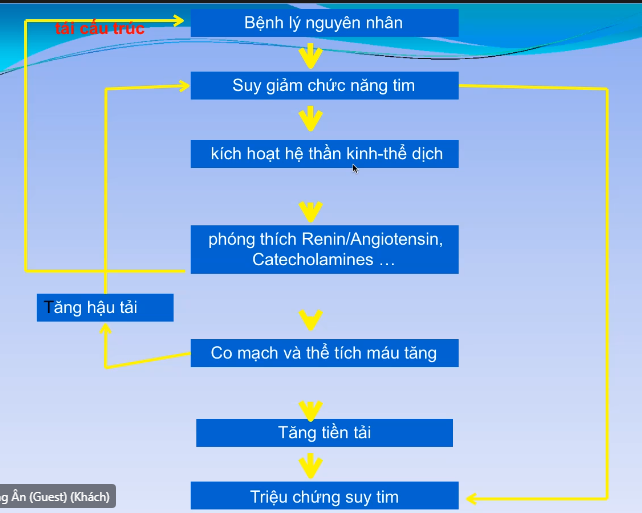 Bệnh lý nguyên nhân
tái cấu trúc
Suy giảm chức năng tim
kích hoạt hệ thần kinh-thể dịch
phóng thích Renin/Angiotensin,
Catecholamines …
Tăng hậu tải
Co mạch và thể tích máu tăng
Tăng tiền tải
Triệu chứng suy tim
g Ân (Guest) (Khách)